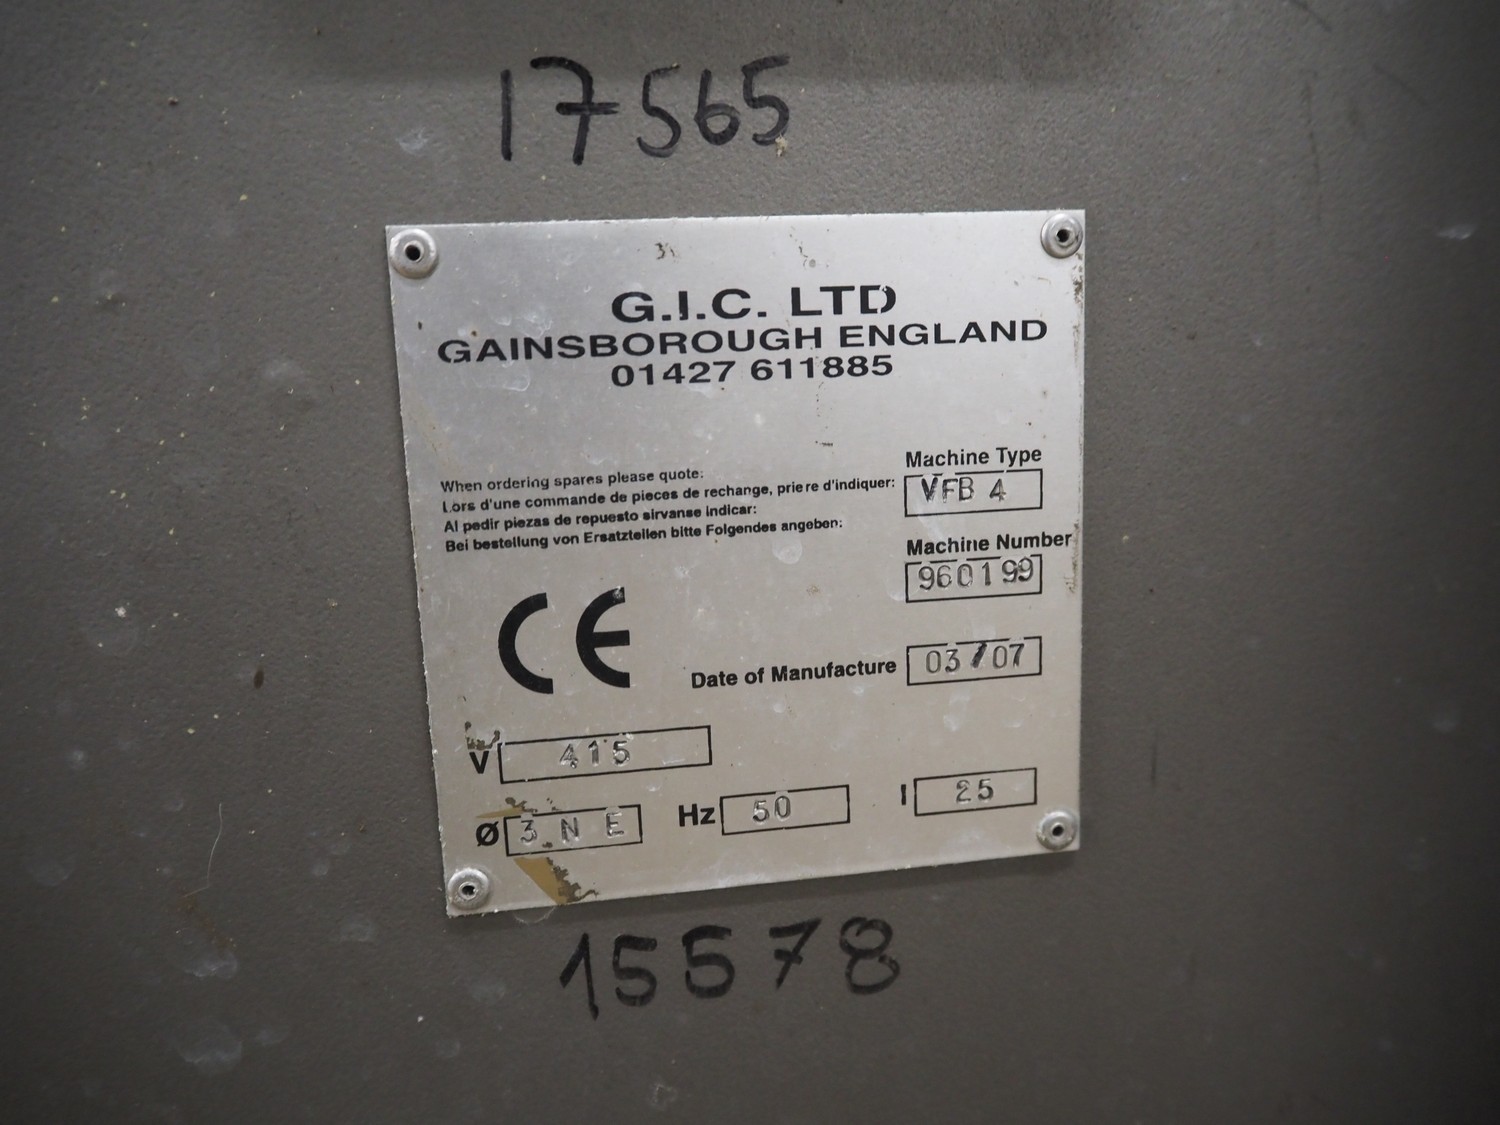 17565
G.I.C. LTD
GAINSBOROUGH ENGLAND
01427 611885
When ordering spares please quote:
Lors d'une commande de pieces de rechange, priere d'indiquer:
Al pedir piezas de repuesto sirvanse indicar:
Bei bestellung von Ersatzteilen bitte Folgendes angeben:
Machine Type
VFB 4
Machine Number
960199
CE
Date of Manufacture 03/07
V 415
Ø 3 N E Hz 50 I 25
15578